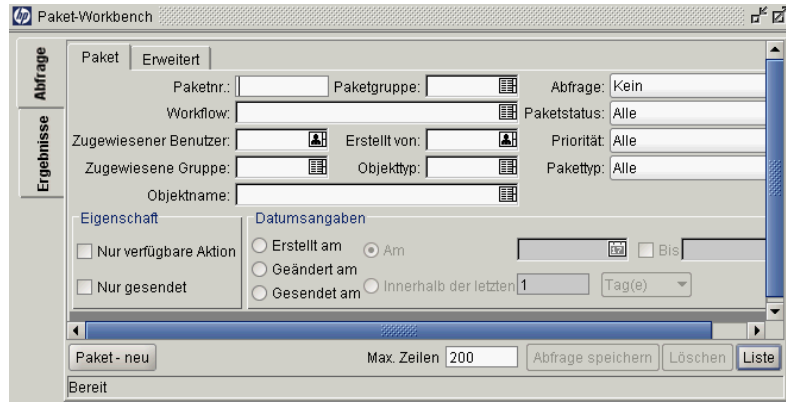 hp Paket-Workbench
Abfrage
Ergebnisse
Paket Erweitert
Paketnr.: Paketgruppe: Abfrage: Kein
Workflow: Paketstatus: Alle
Zugewiesener Benutzer: Erstellt von: Priorität: Alle
Zugewiesene Gruppe: Objekttyp: Pakettyp: Alle
Objektname:
Eigenschaft Datumsangaben
Nur verfügbare Aktion Erstellt am Am Bis
Geändert am
Nur gesendet Gesendet am Innerhalb der letzten 1 Tag(e)
Paket - neu Max. Zeilen 200 Abfrage speichern Löschen Liste
Bereit